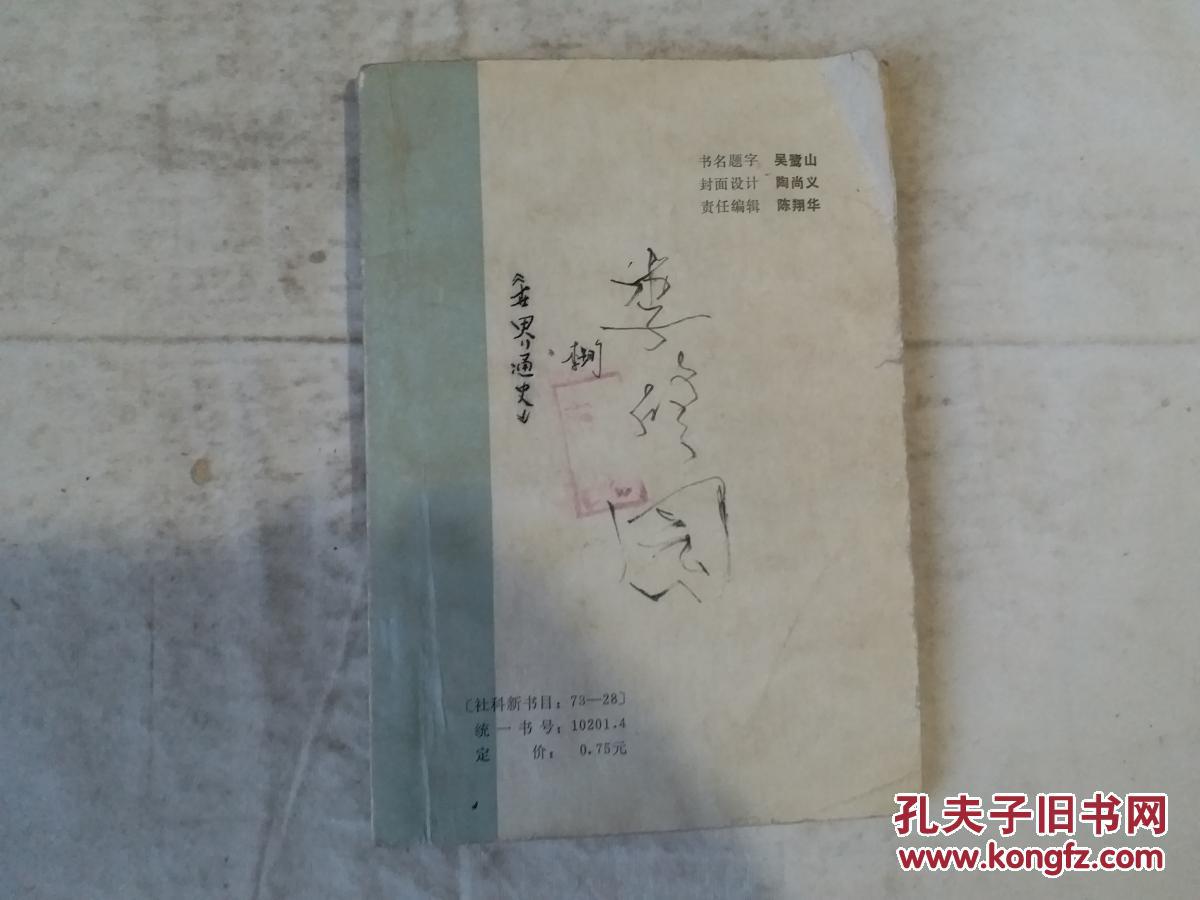 书名题字 吴鹭山
封面设计 陶尚义
责任编辑 陈翔华
李
《世界通史》
〔社科新书目：73—28〕
统一书号：10201.4
定 价： 0.75元
孔夫子旧书网
www.kongfz.com